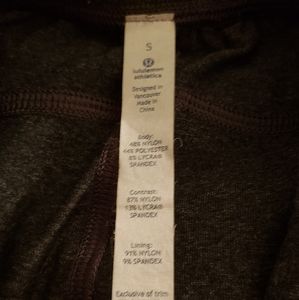 S
lululemon
athletica
Designed in
Vancouver
Made in
China
Body:
48% NYLON
44% POLYESTER
8% LYCRA®
SPANDEX
Contrast:
87% NYLON
13% LYCRA®
SPANDEX
Lining:
91% NYLON
9% SPANDEX
Exclusive of trim